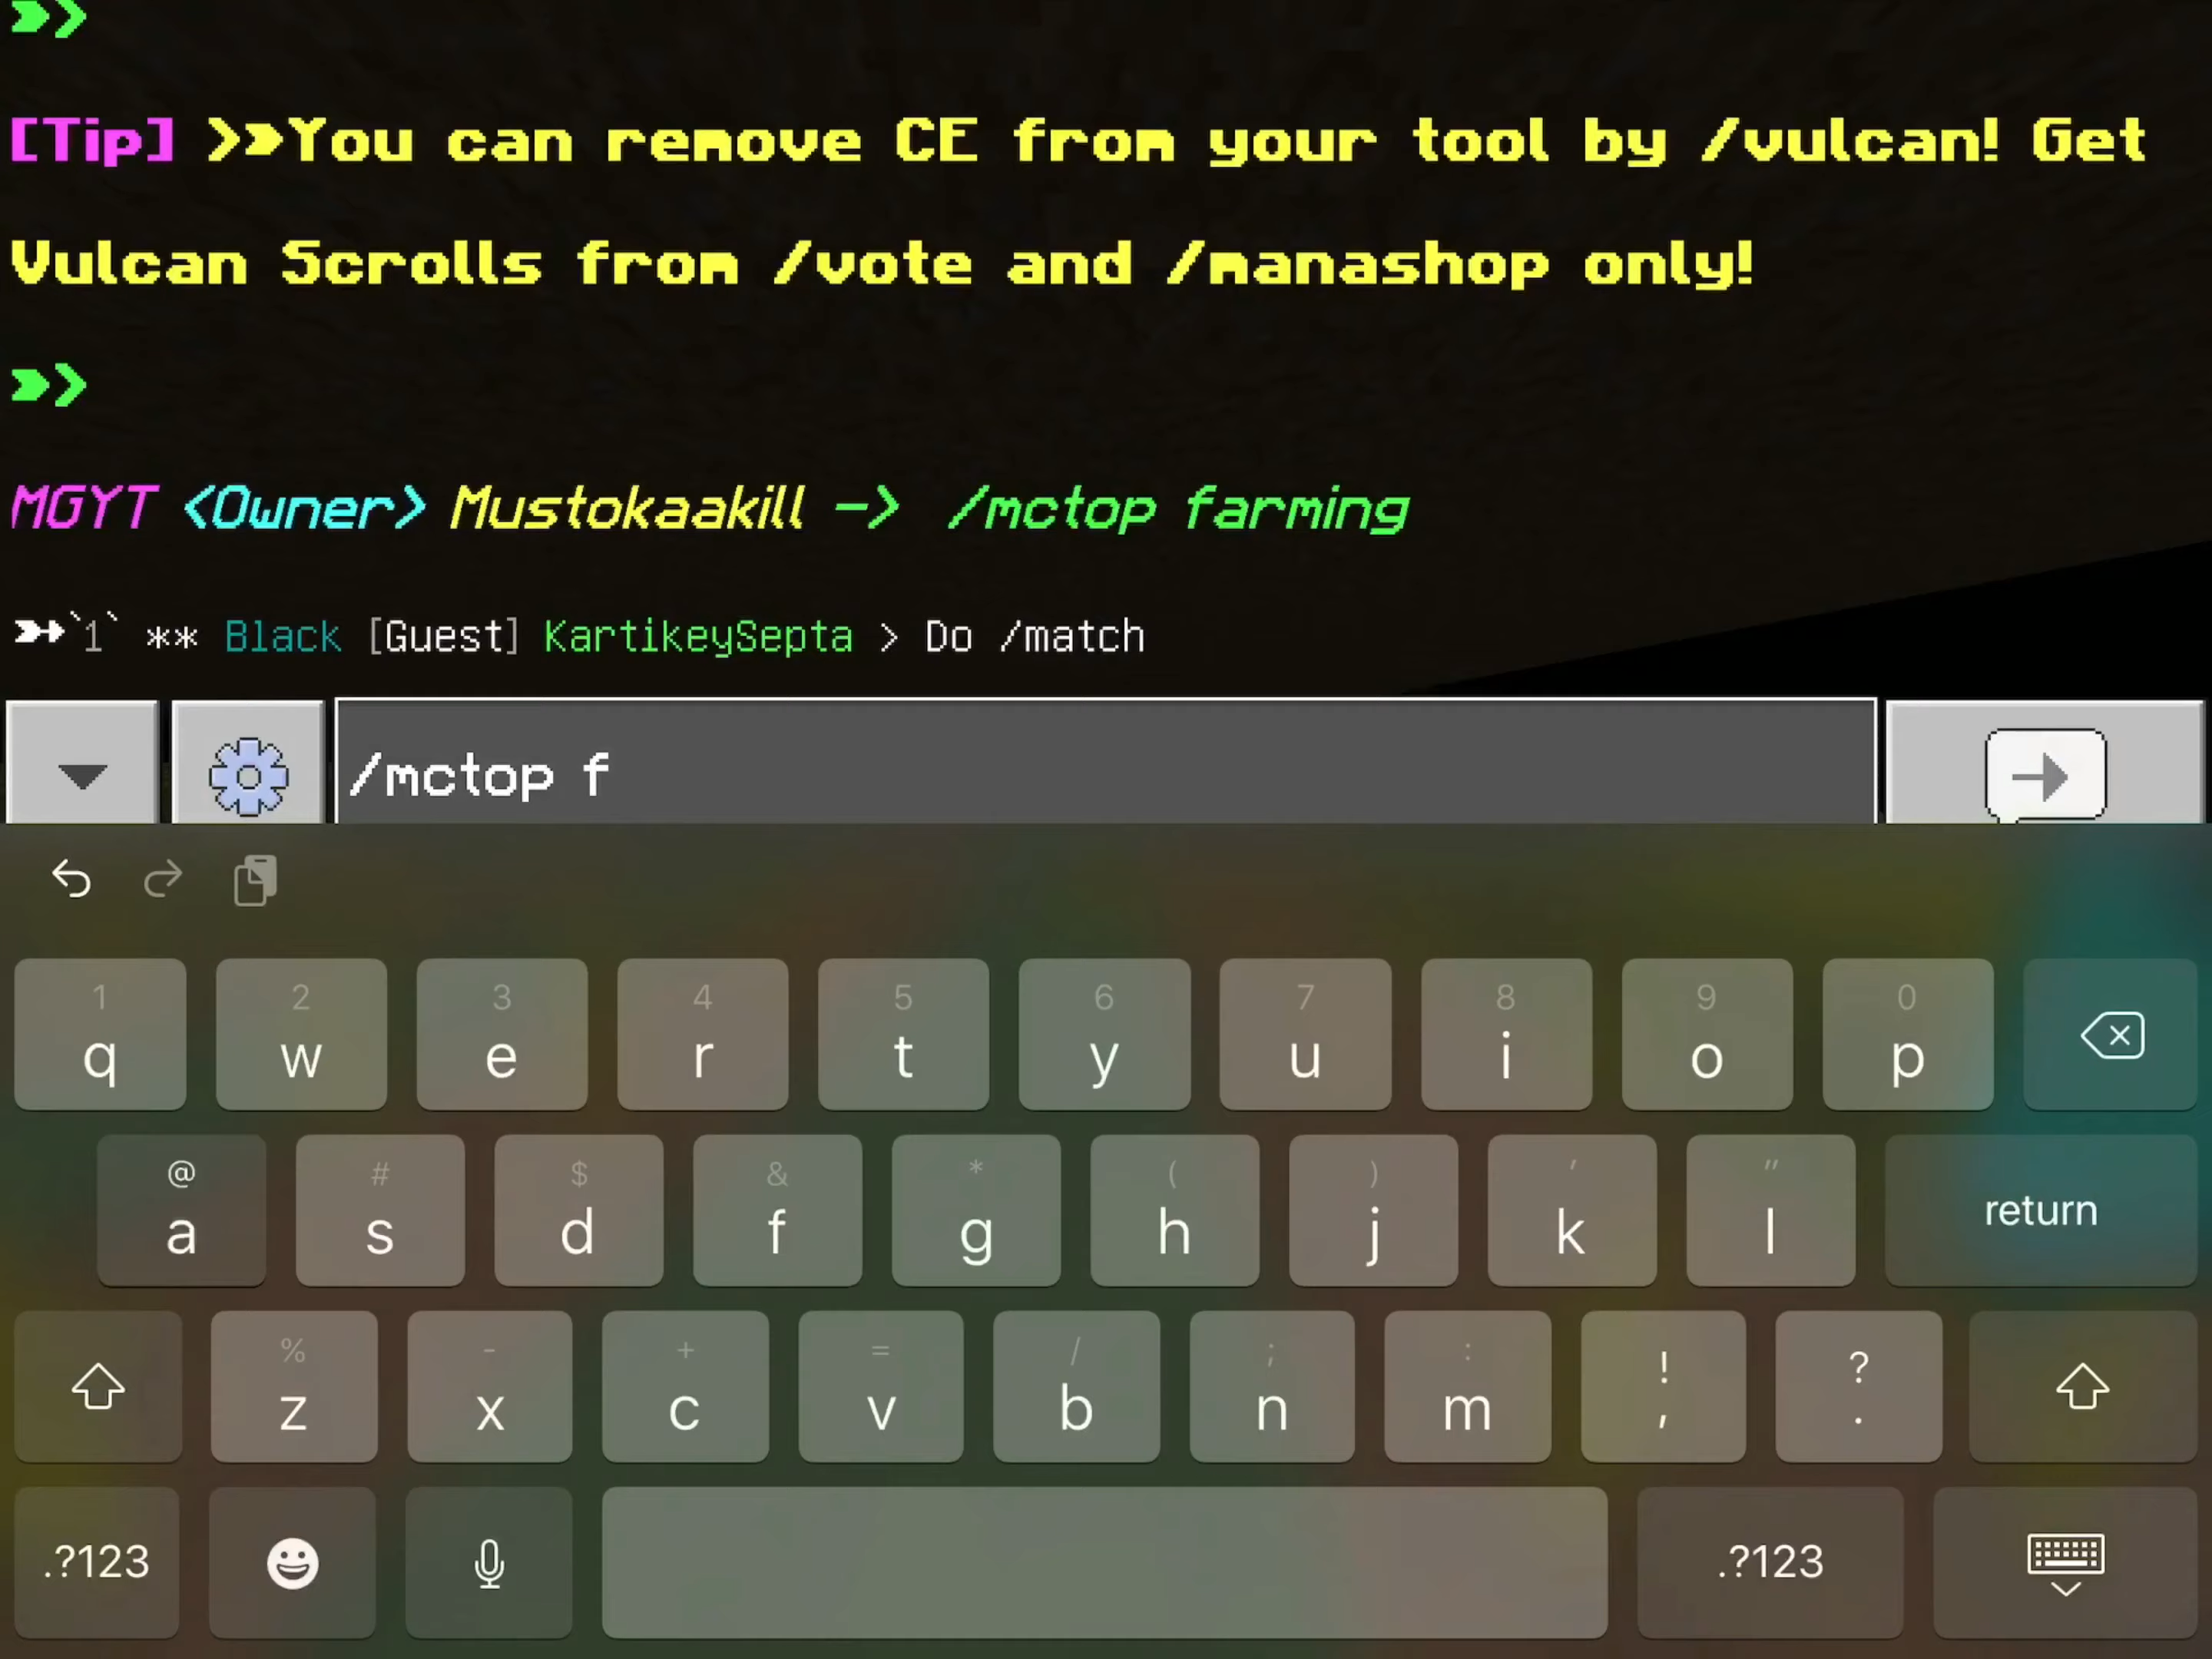 »
[Tip] >»You can remove CE from your tool by /vulcan! Get
Vulcan Scrolls from /vote and /manashop only!
»
MGYT <Owner> Mustokaakill -> /mctop farming
➳`1` ** Black [Guest] KartikeySepta > Do /match
/mctop f
1 2 3 4 5 6 7 8 9 0
q w e r t y u i o p
@ # $ & * ( ) ' "
a s d f g h j k l return
% - + = / ; : ! ?
z x c v b n m , .
.?123 .?123